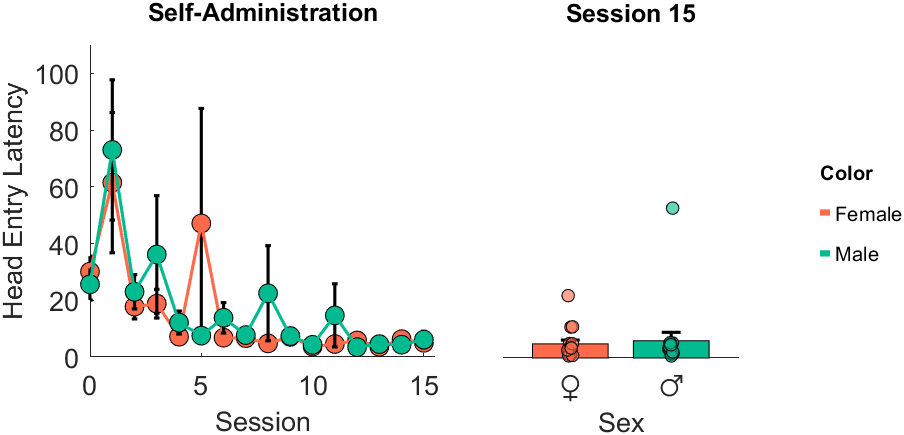 Self-Administration
Session 15
100
80
60
40
20
0
Head Entry Latency
0 5 10 15
Session
♀ ♂
Sex
Color
Female
Male